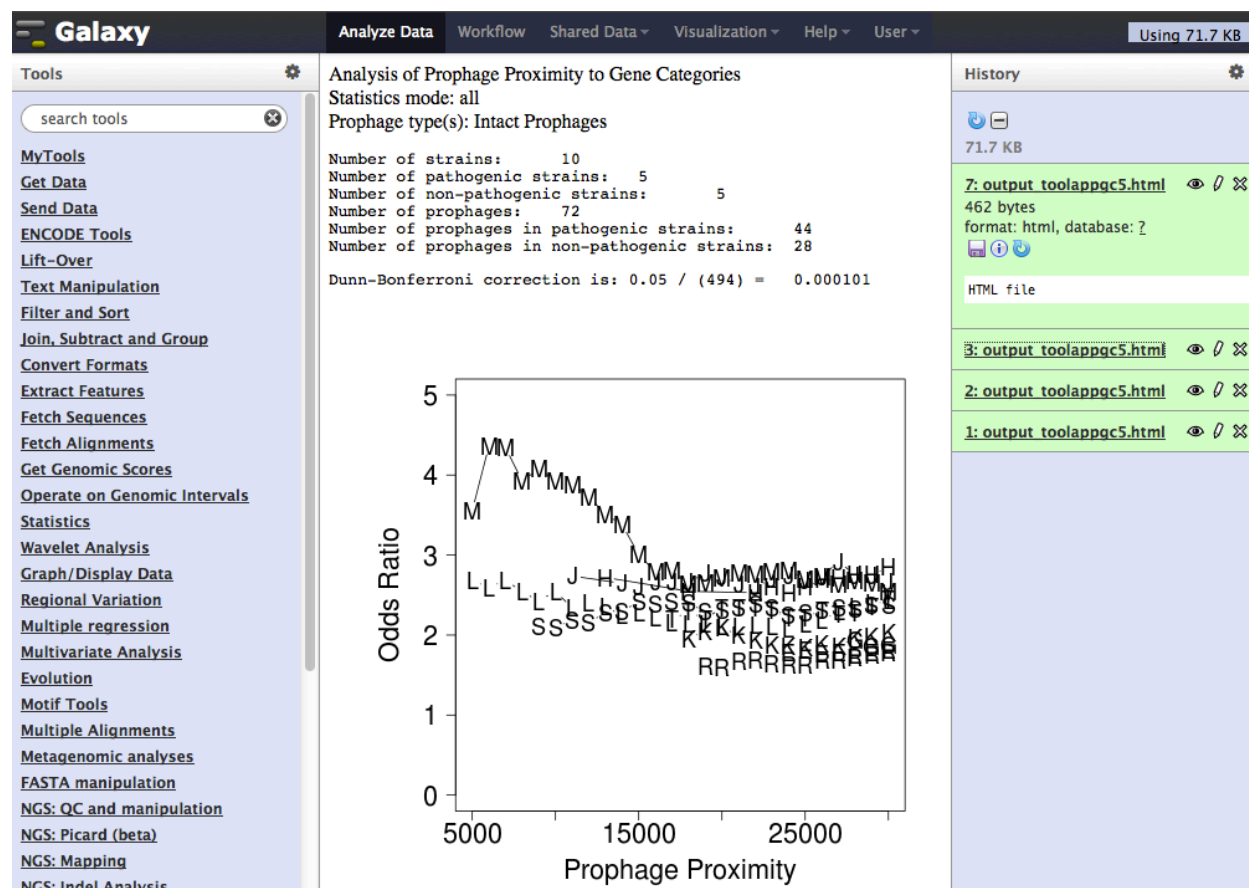 Galaxy
Analyze Data Workflow Shared Data Visualization Help User
Using 71.7 KB
Tools
search tools
MyTools
Get Data
Send Data
ENCODE Tools
Lift-Over
Text Manipulation
Filter and Sort
Join, Subtract and Group
Convert Formats
Extract Features
Fetch Sequences
Fetch Alignments
Get Genomic Scores
Operate on Genomic Intervals
Statistics
Wavelet Analysis
Graph/Display Data
Regional Variation
Multiple regression
Multivariate Analysis
Evolution
Motif Tools
Multiple Alignments
Metagenomic analyses
FASTA manipulation
NGS: QC and manipulation
NGS: Picard (beta)
NGS: Mapping
NGS: Indel Analysis
Analysis of Prophage Proximity to Gene Categories
Statistics mode: all
Prophage type(s): Intact Prophages
Number of strains: 10
Number of pathogenic strains: 5
Number of non-pathogenic strains: 5
Number of prophages: 72
Number of prophages in pathogenic strains: 44
Number of prophages in non-pathogenic strains: 28
Dunn-Bonferroni correction is: 0.05 / (494) = 0.000101
5
4
3
2
1
0
Odds Ratio
5000 15000 25000
Prophage Proximity
History
71.7 KB
7: output_toolappgc5.html
462 bytes
format: html, database: ?
HTML file
3: output_toolappgc5.html
2: output_toolappgc5.html
1: output_toolappgc5.html